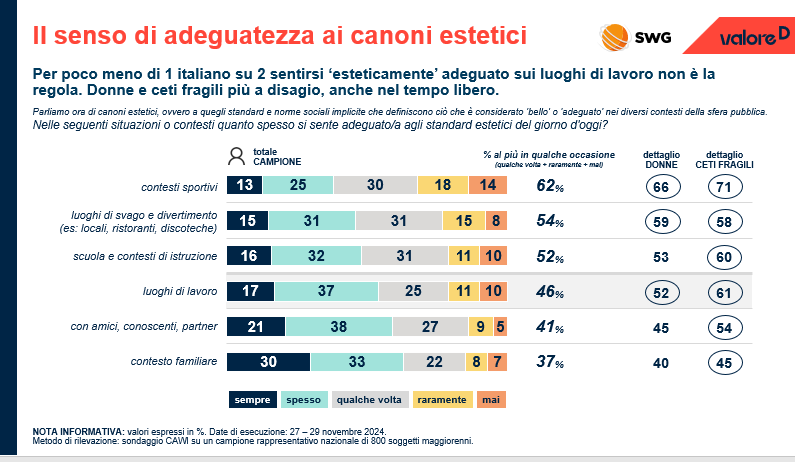 Il senso di adeguatezza ai canoni estetici
SWG
valore D
Per poco meno di 1 italiano su 2 sentirsi ‘esteticamente’ adeguato sui luoghi di lavoro non è la
regola. Donne e ceti fragili più a disagio, anche nel tempo libero.
Parliamo ora di canoni estetici, ovvero a quegli standard e norme sociali implicite che definiscono ciò che è considerato 'bello' o 'adeguato' nei diversi contesti della sfera pubblica.
Nelle seguenti situazioni o contesti quanto spesso si sente adeguato/a agli standard estetici del giorno d'oggi?
totale
CAMPIONE
% al più in qualche occasione
(qualche volta + raramente + mai)
dettaglio
DONNE
dettaglio
CETI FRAGILI
contesti sportivi 13 25 30 18 14 62% 66 71
luoghi di svago e divertimento
(es: locali, ristoranti, discoteche) 15 31 31 15 8 54% 59 58
scuola e contesti di istruzione 16 32 31 11 10 52% 53 60
luoghi di lavoro 17 37 25 11 10 46% 52 61
con amici, conoscenti, partner 21 38 27 9 5 41% 45 54
contesto familiare 30 33 22 8 7 37% 40 45
sempre spesso qualche volta raramente mai
NOTA INFORMATIVA: valori espressi in %. Date di esecuzione: 27 – 29 novembre 2024.
Metodo di rilevazione: sondaggio CAWI su un campione rappresentativo nazionale di 800 soggetti maggiorenni.